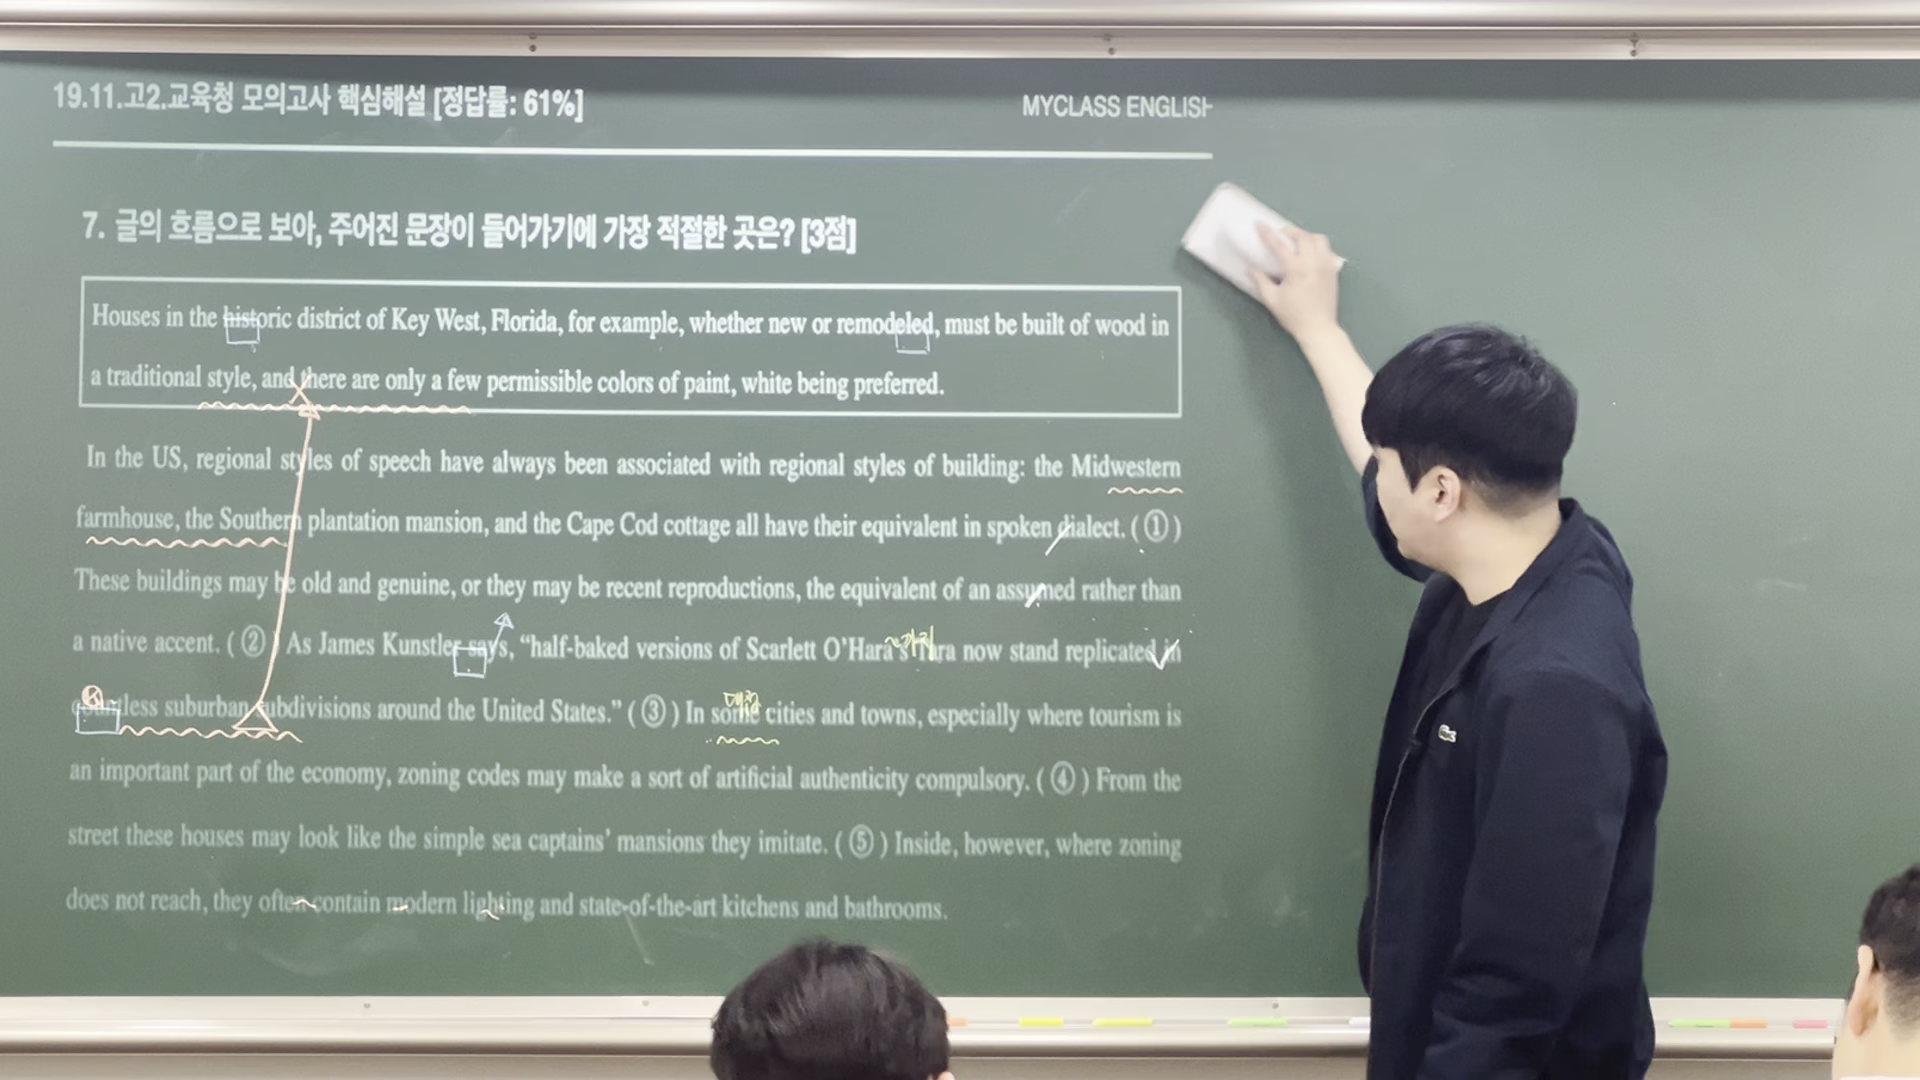 19.11.고2.교육청 모의고사 핵심해설 [정답률: 61%]
MYCLASS ENGLISH
7. 글의 흐름으로 보아, 주어진 문장이 들어가기에 가장 적절한 곳은? [3점]
Houses in the historic district of Key West, Florida, for example, whether new or remodeled, must be built of wood in
a traditional style, and there are only a few permissible colors of paint, white being preferred.
In the US, regional styles of speech have always been associated with regional styles of building: the Midwestern
farmhouse, the Southern plantation mansion, and the Cape Cod cottage all have their equivalent in spoken dialect. ( ① )
These buildings may be old and genuine, or they may be recent reproductions, the equivalent of an assumed rather than
a native accent. ( ② ) As James Kunstler says, “half-baked versions of Scarlett O’Hara’s Tara now stand replicated in
countless suburban subdivisions around the United States.” ( ③ ) In some cities and towns, especially where tourism is
an important part of the economy, zoning codes may make a sort of artificial authenticity compulsory. ( ④ ) From the
street these houses may look like the simple sea captains’ mansions they imitate. ( ⑤ ) Inside, however, where zoning
does not reach, they often contain modern lighting and state-of-the-art kitchens and bathrooms.